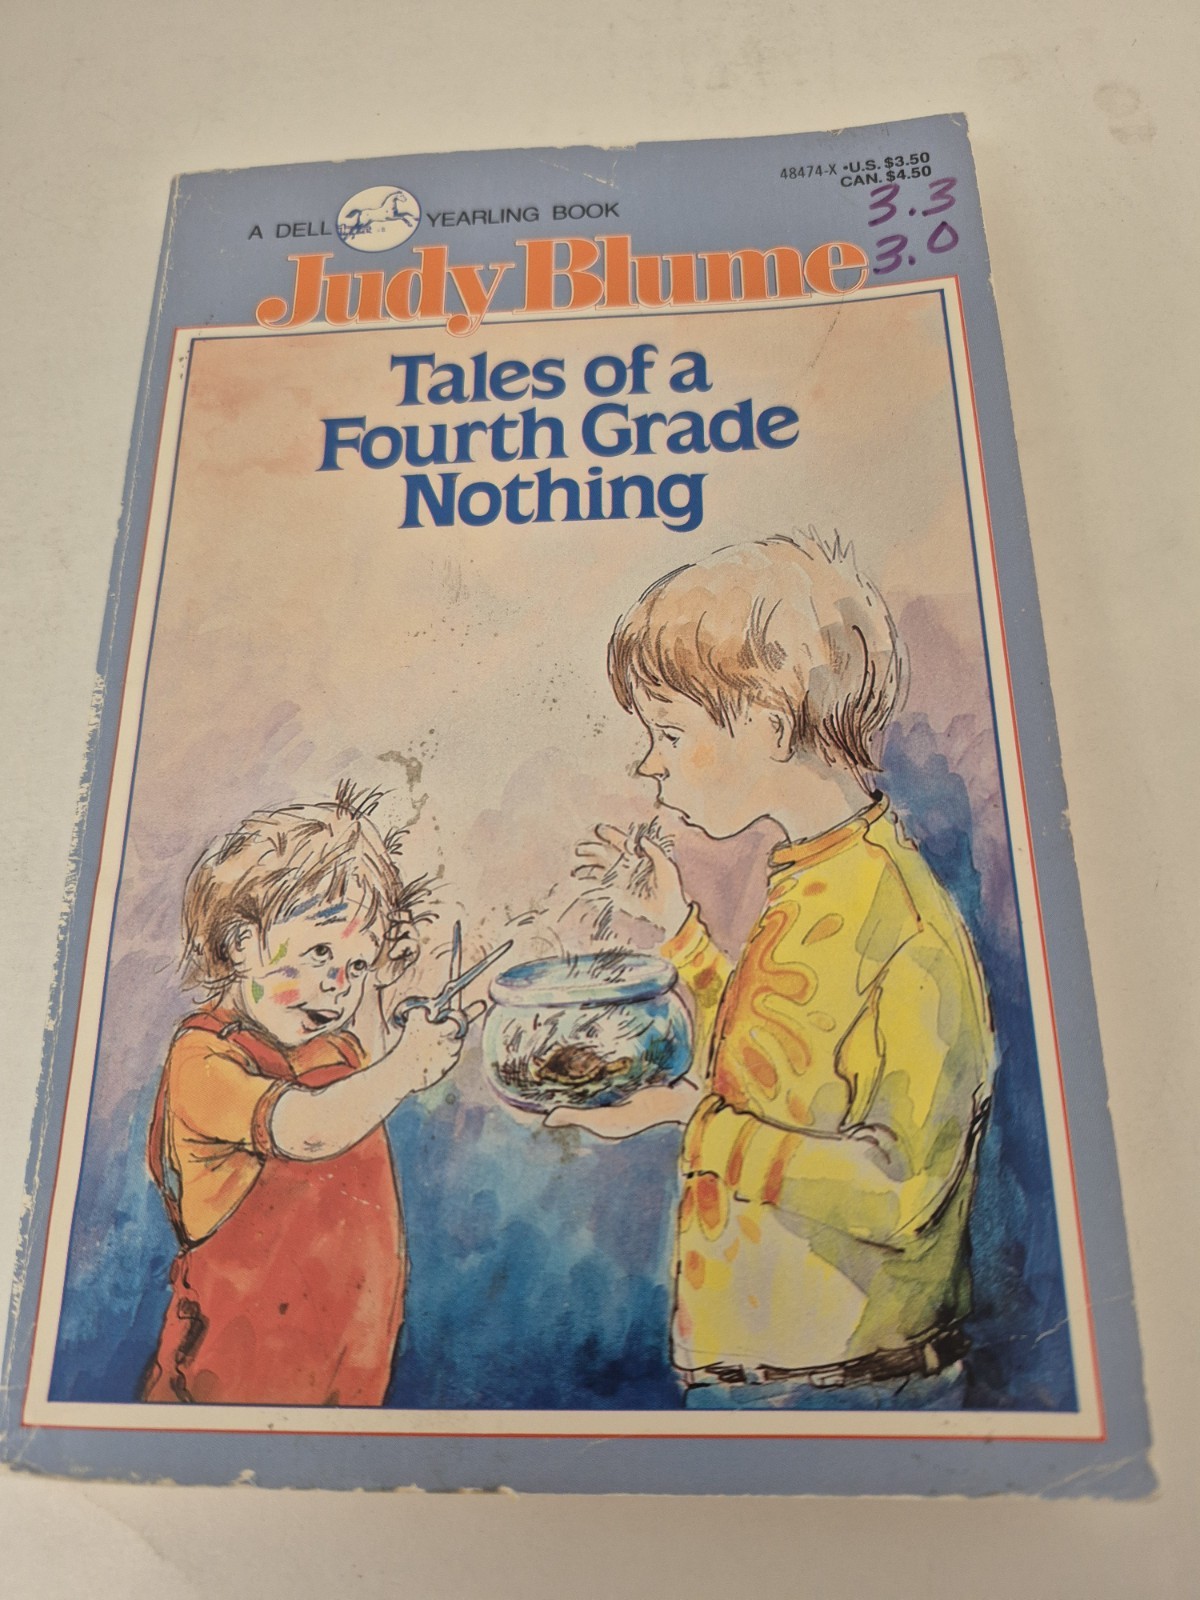 48474-X • U.S. $3.50
CAN. $4.50
3.3
3.0
A DELL YEARLING BOOK
Judy Blume
Tales of a
Fourth Grade
Nothing